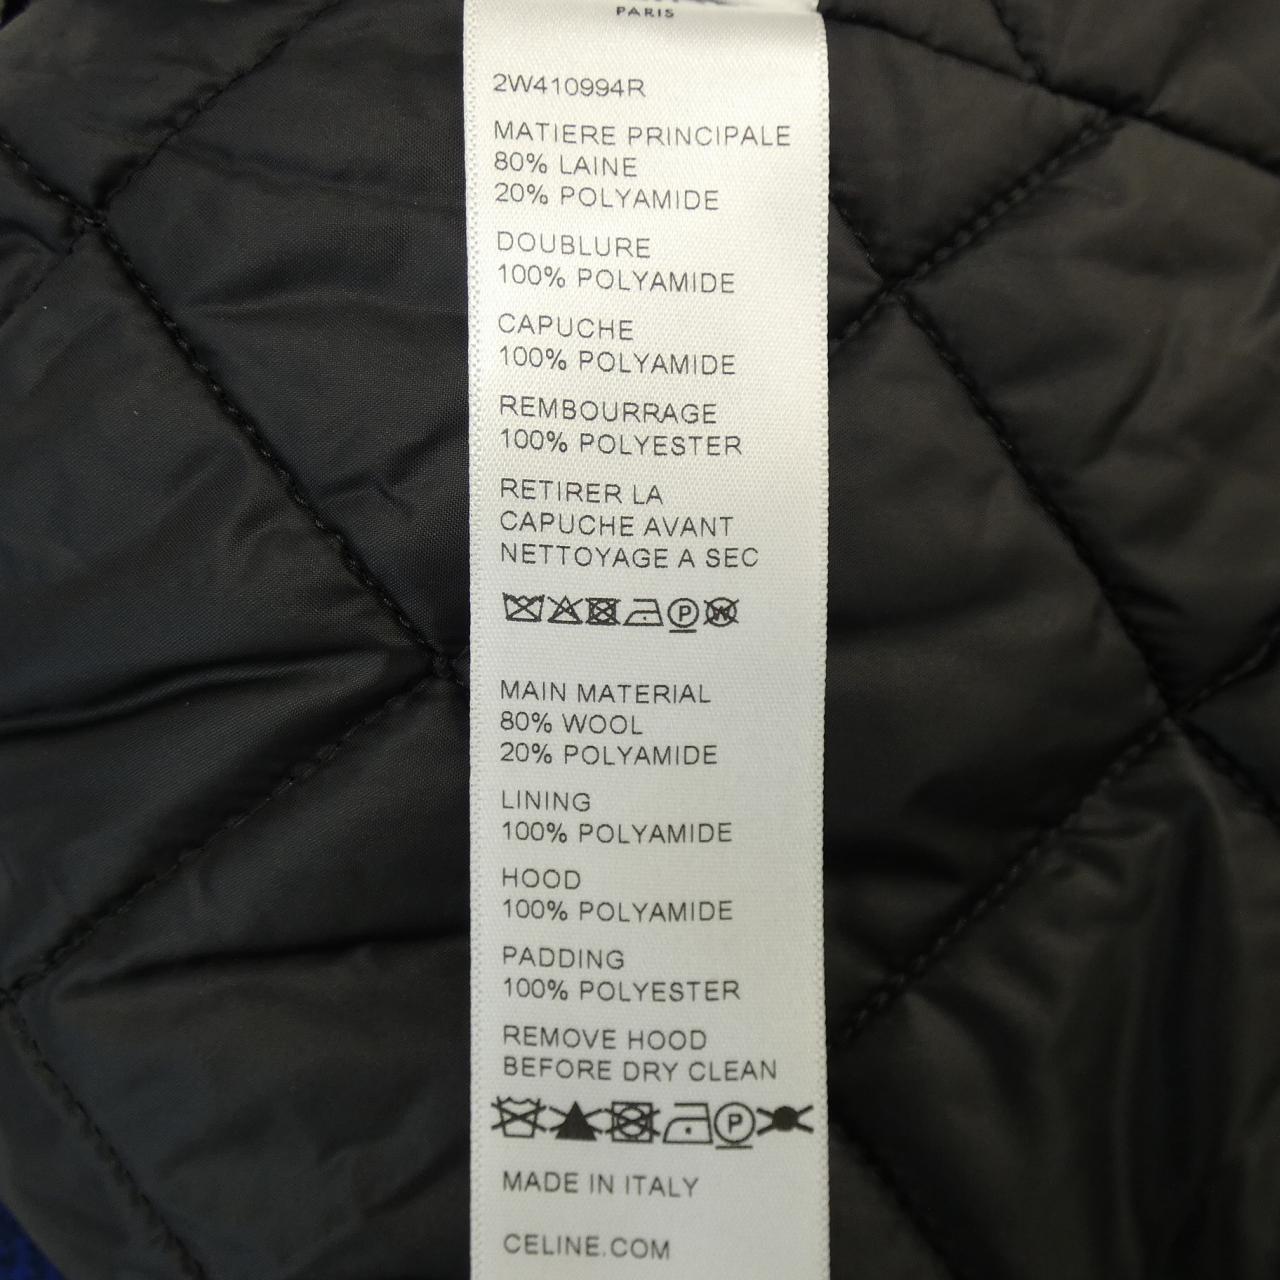 PARIS
2W410994R
MATIERE PRINCIPALE
80% LAINE
20% POLYAMIDE
DOUBLURE
100% POLYAMIDE
CAPUCHE
100% POLYAMIDE
REMBOURRAGE
100% POLYESTER
RETIRER LA
CAPUCHE AVANT
NETTOYAGE A SEC
P W
MAIN MATERIAL
80% WOOL
20% POLYAMIDE
LINING
100% POLYAMIDE
HOOD
100% POLYAMIDE
PADDING
100% POLYESTER
REMOVE HOOD
BEFORE DRY CLEAN
P
MADE IN ITALY
CELINE.COM